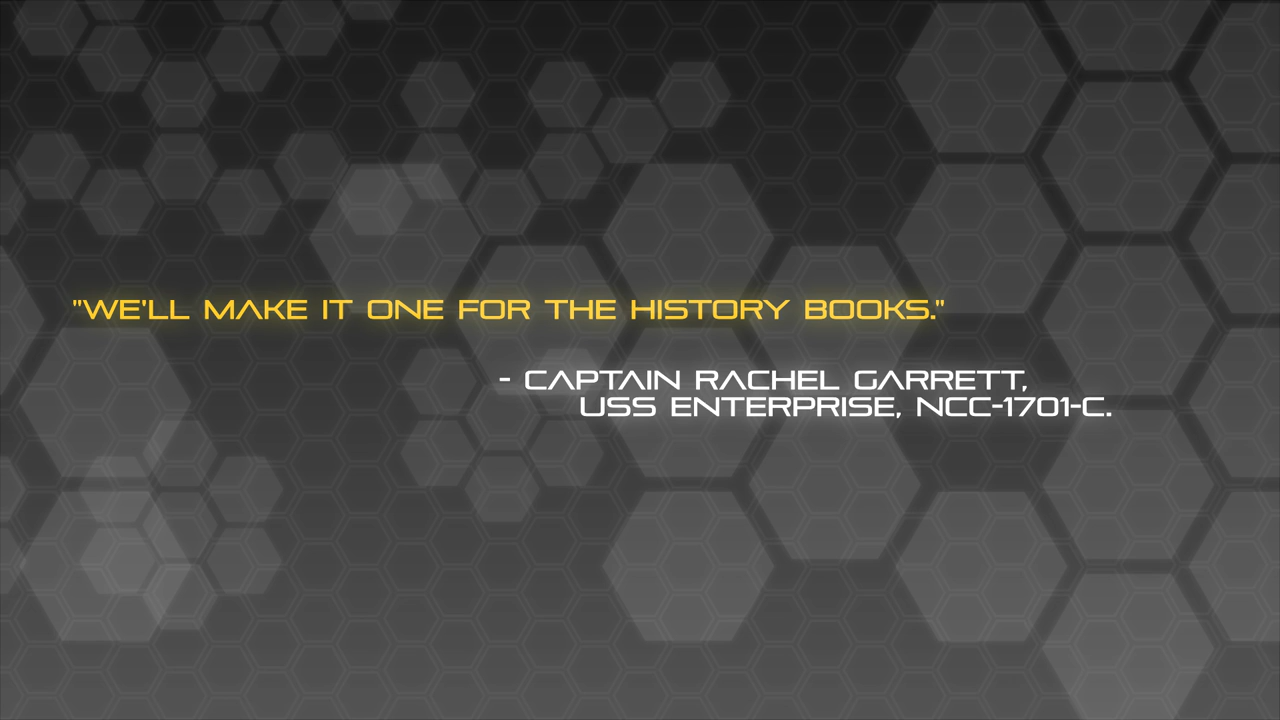 "WE'LL MAKE IT ONE FOR THE HISTORY BOOKS."
- CAPTAIN RACHEL GARRETT,
USS ENTERPRISE, NCC-1701-C.